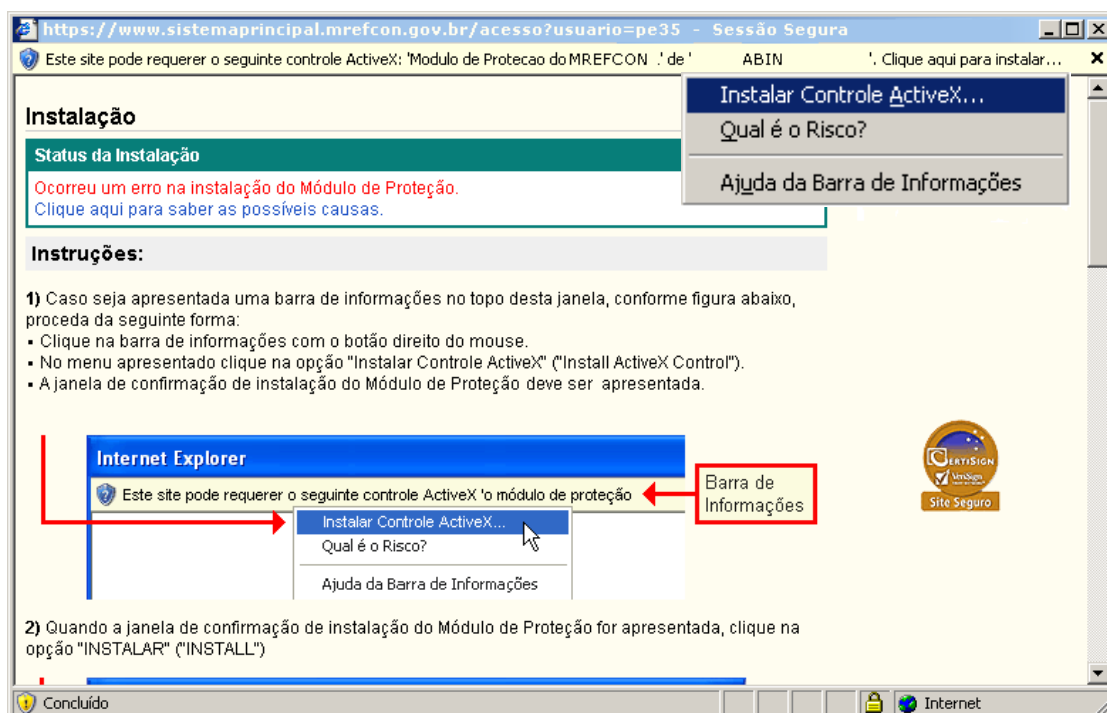 https://www.sistemaprincipal.mrefcon.gov.br/acesso?usuario=pe35 - Sessão Segura
Este site pode requerer o seguinte controle ActiveX: 'Modulo de Protecao do MREFCON .' de ' ABIN '. Clique aqui para instalar...
Instalar Controle ActiveX...
Qual é o Risco?
Ajuda da Barra de Informações
Instalação
Status da Instalação
Ocorreu um erro na instalação do Módulo de Proteção.
Clique aqui para saber as possíveis causas.
Instruções:
1) Caso seja apresentada uma barra de informações no topo desta janela, conforme figura abaixo,
proceda da seguinte forma:
▪ Clique na barra de informações com o botão direito do mouse.
▪ No menu apresentado clique na opção "Instalar Controle ActiveX" ("Install ActiveX Control").
▪ A janela de confirmação de instalação do Módulo de Proteção deve ser apresentada.
Internet Explorer
Este site pode requerer o seguinte controle ActiveX 'o módulo de proteção
Barra de
Informações
Instalar Controle ActiveX...
Qual é o Risco?
Ajuda da Barra de Informações
CERTISIGN
VeriSign
Site Seguro
2) Quando a janela de confirmação de instalação do Módulo de Proteção for apresentada, clique na
opção "INSTALAR" ("INSTALL")
Concluído
Internet